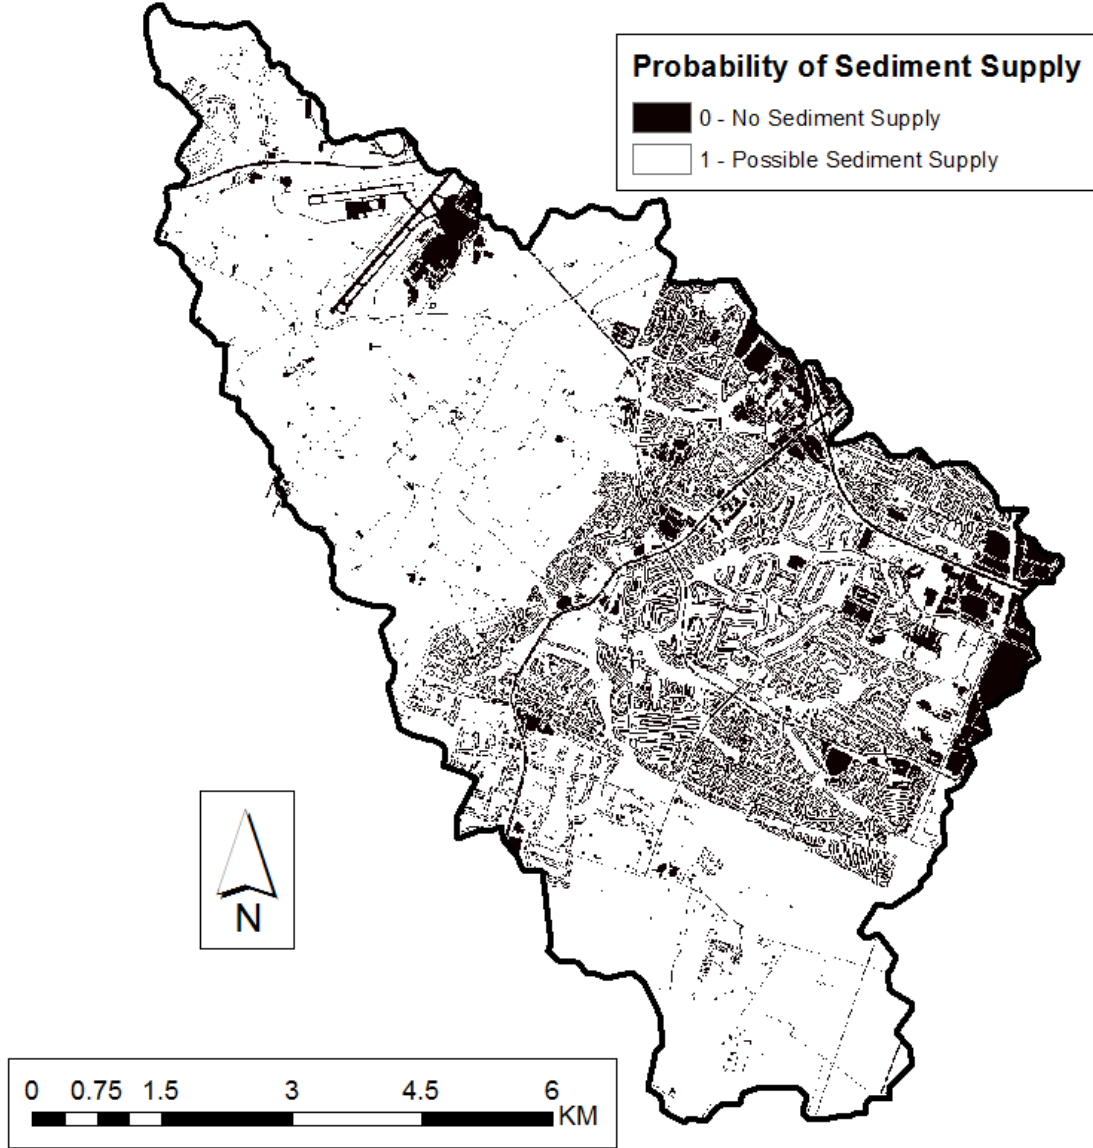 Probability of Sediment Supply
0 - No Sediment Supply
1 - Possible Sediment Supply
N
0 0.75 1.5 3 4.5 6
KM